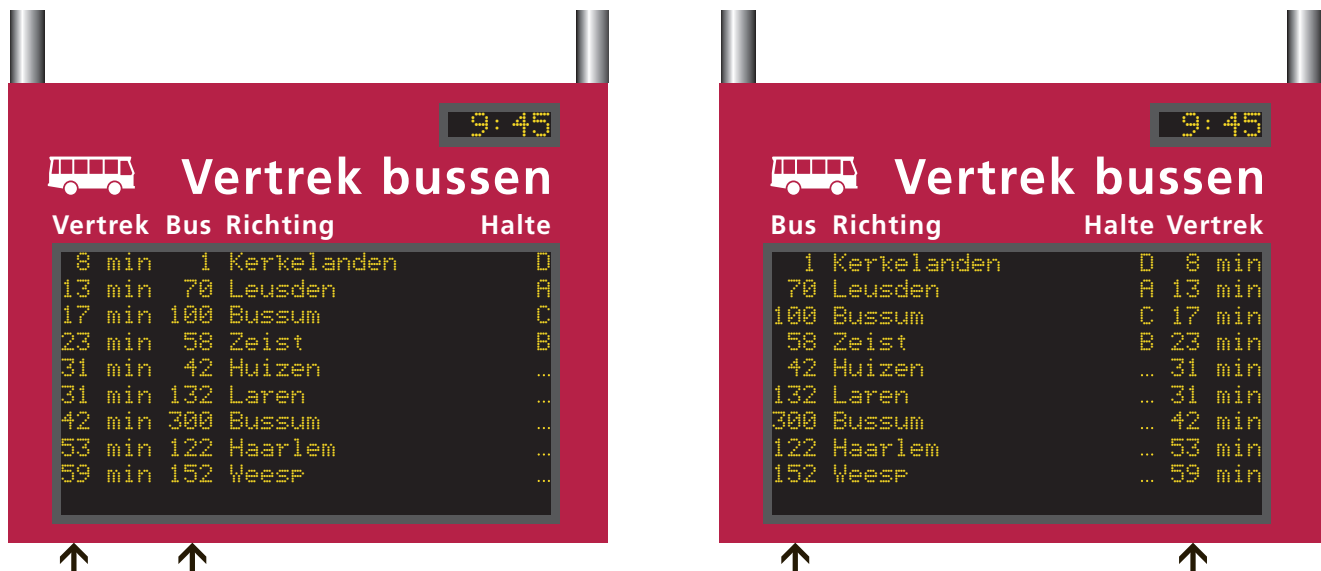 9:45
Vertrek bussen
Vertrek Bus Richting Halte
8 min 1 Kerkelanden D
13 min 70 Leusden A
17 min 100 Bussum C
23 min 58 Zeist B
31 min 42 Huizen ...
31 min 132 Laren ...
42 min 300 Bussum ...
53 min 122 Haarlem ...
59 min 152 Weesp ...
9:45
Vertrek bussen
Bus Richting Halte Vertrek
1 Kerkelanden D 8 min
70 Leusden A 13 min
100 Bussum C 17 min
58 Zeist B 23 min
42 Huizen ... 31 min
132 Laren ... 31 min
300 Bussum ... 42 min
122 Haarlem ... 53 min
152 Weesp ... 59 min